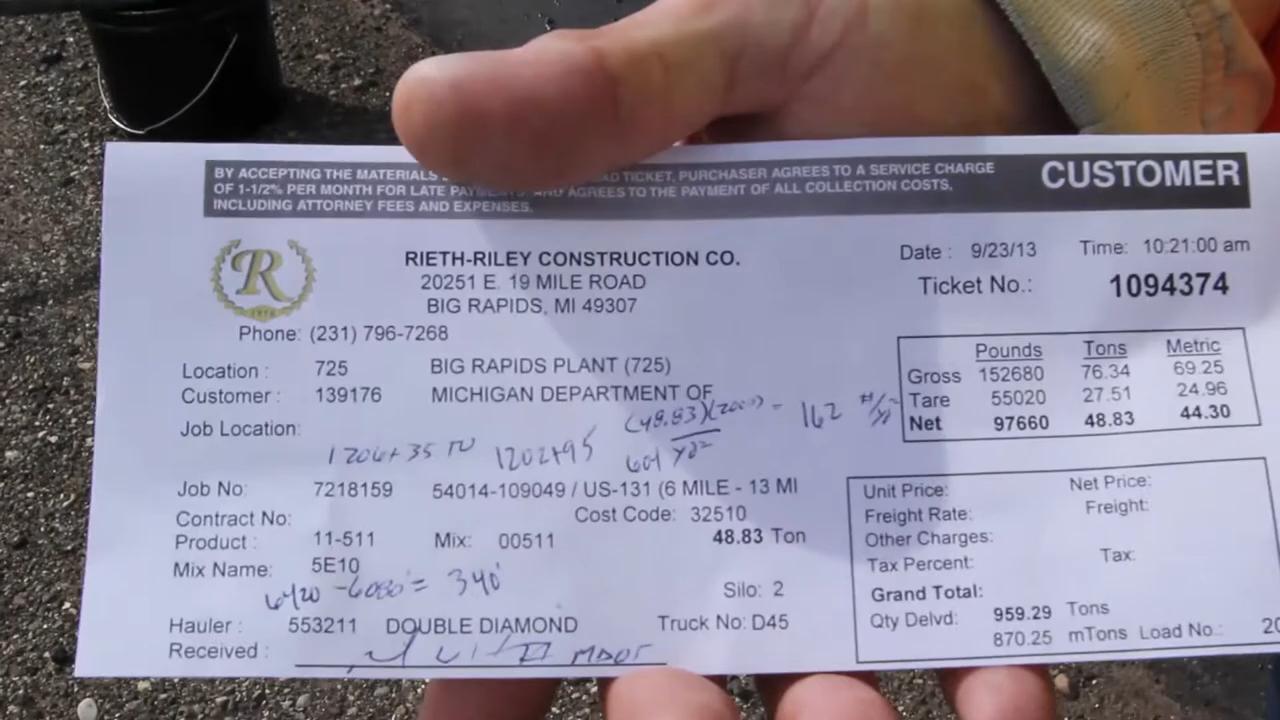 BY ACCEPTING THE MATERIALS AD TICKET, PURCHASER AGREES TO A SERVICE CHARGE
OF 1-1/2% PER MONTH FOR LATE PAYMENTS, AND AGREES TO THE PAYMENT OF ALL COLLECTION COSTS,
INCLUDING ATTORNEY FEES AND EXPENSES.
CUSTOMER
R
1916
RIETH-RILEY CONSTRUCTION CO.
20251 E. 19 MILE ROAD
BIG RAPIDS, MI 49307
Phone: (231) 796-7268
Date : 9/23/13 Time: 10:21:00 am
Ticket No.: 1094374
Pounds Tons Metric
Gross 152680 76.34 69.25
Tare 55020 27.51 24.96
Net 97660 48.83 44.30
Location : 725 BIG RAPIDS PLANT (725)
Customer : 139176 MICHIGAN DEPARTMENT OF
Job Location:
(48.83)(2000) = 162 #/
601 yd²
1206+35 TO 1202+95
Job No: 7218159 54014-109049 / US-131 (6 MILE - 13 MI
Contract No: Cost Code: 32510
Product : 11-511 Mix: 00511 48.83 Ton
Mix Name: 5E10
6420 - 6080' = 340'
Silo: 2
Hauler : 553211 DOUBLE DIAMOND Truck No: D45
Received : MDOT
Unit Price: Net Price:
Freight Rate: Freight:
Other Charges:
Tax Percent: Tax:
Grand Total:
Qty Delvd: 959.29 Tons
870.25 mTons Load No.: 20